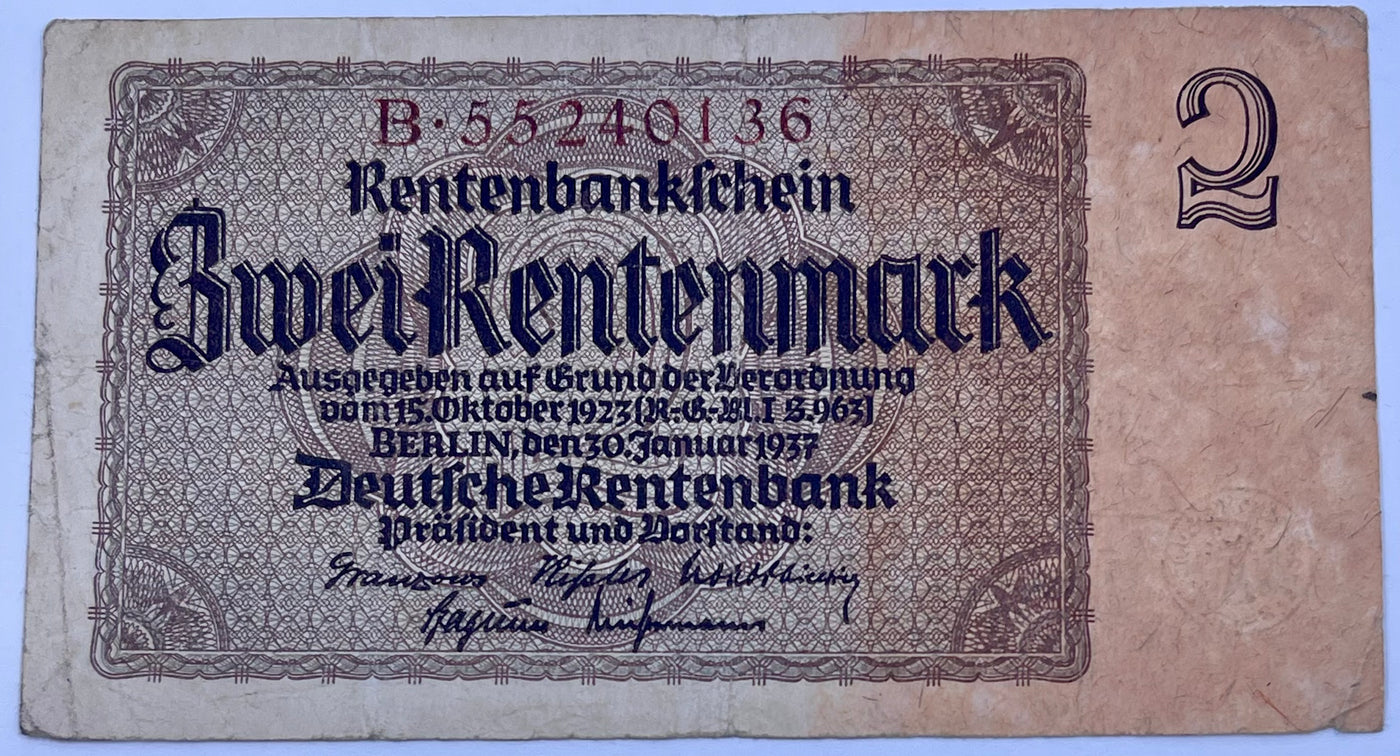 B·55240136
2
Rentenbankſchein
Zwei Rentenmark
Ausgegeben auf Grund der Verordnung
vom 15. Oktober 1923 (R.-G.-Bl. I S. 963)
BERLIN, den 30. Januar 1937
Deutſche Rentenbank
Präſident und Vorſtand: